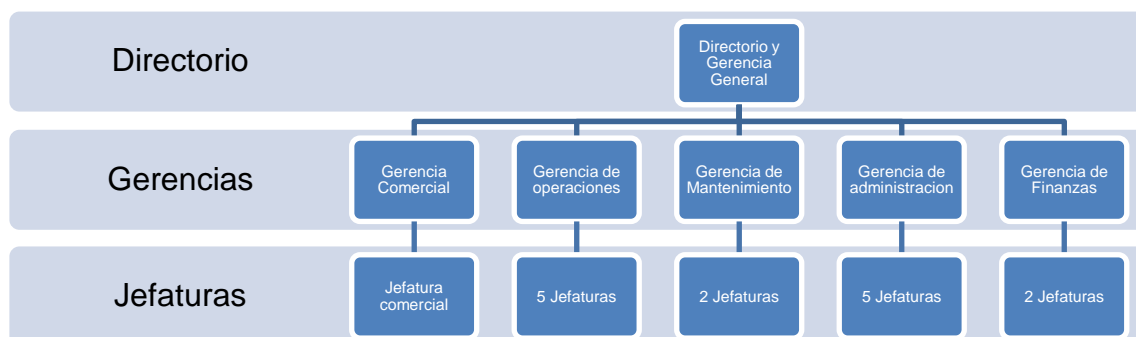 Directorio
Directorio y
Gerencia
General
Gerencias
Gerencia
Comercial
Gerencia de
operaciones
Gerencia de
Mantenimiento
Gerencia de
administracion
Gerencia de
Finanzas
Jefaturas
Jefatura
comercial
5 Jefaturas
2 Jefaturas
5 Jefaturas
2 Jefaturas